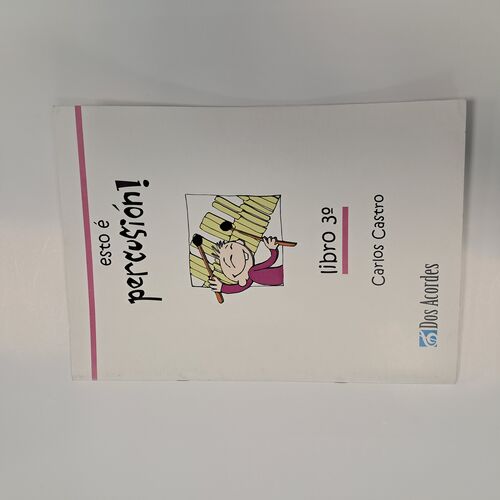 esto é
percusión!
libro 3º
Carlos Castro
Dos Acordes